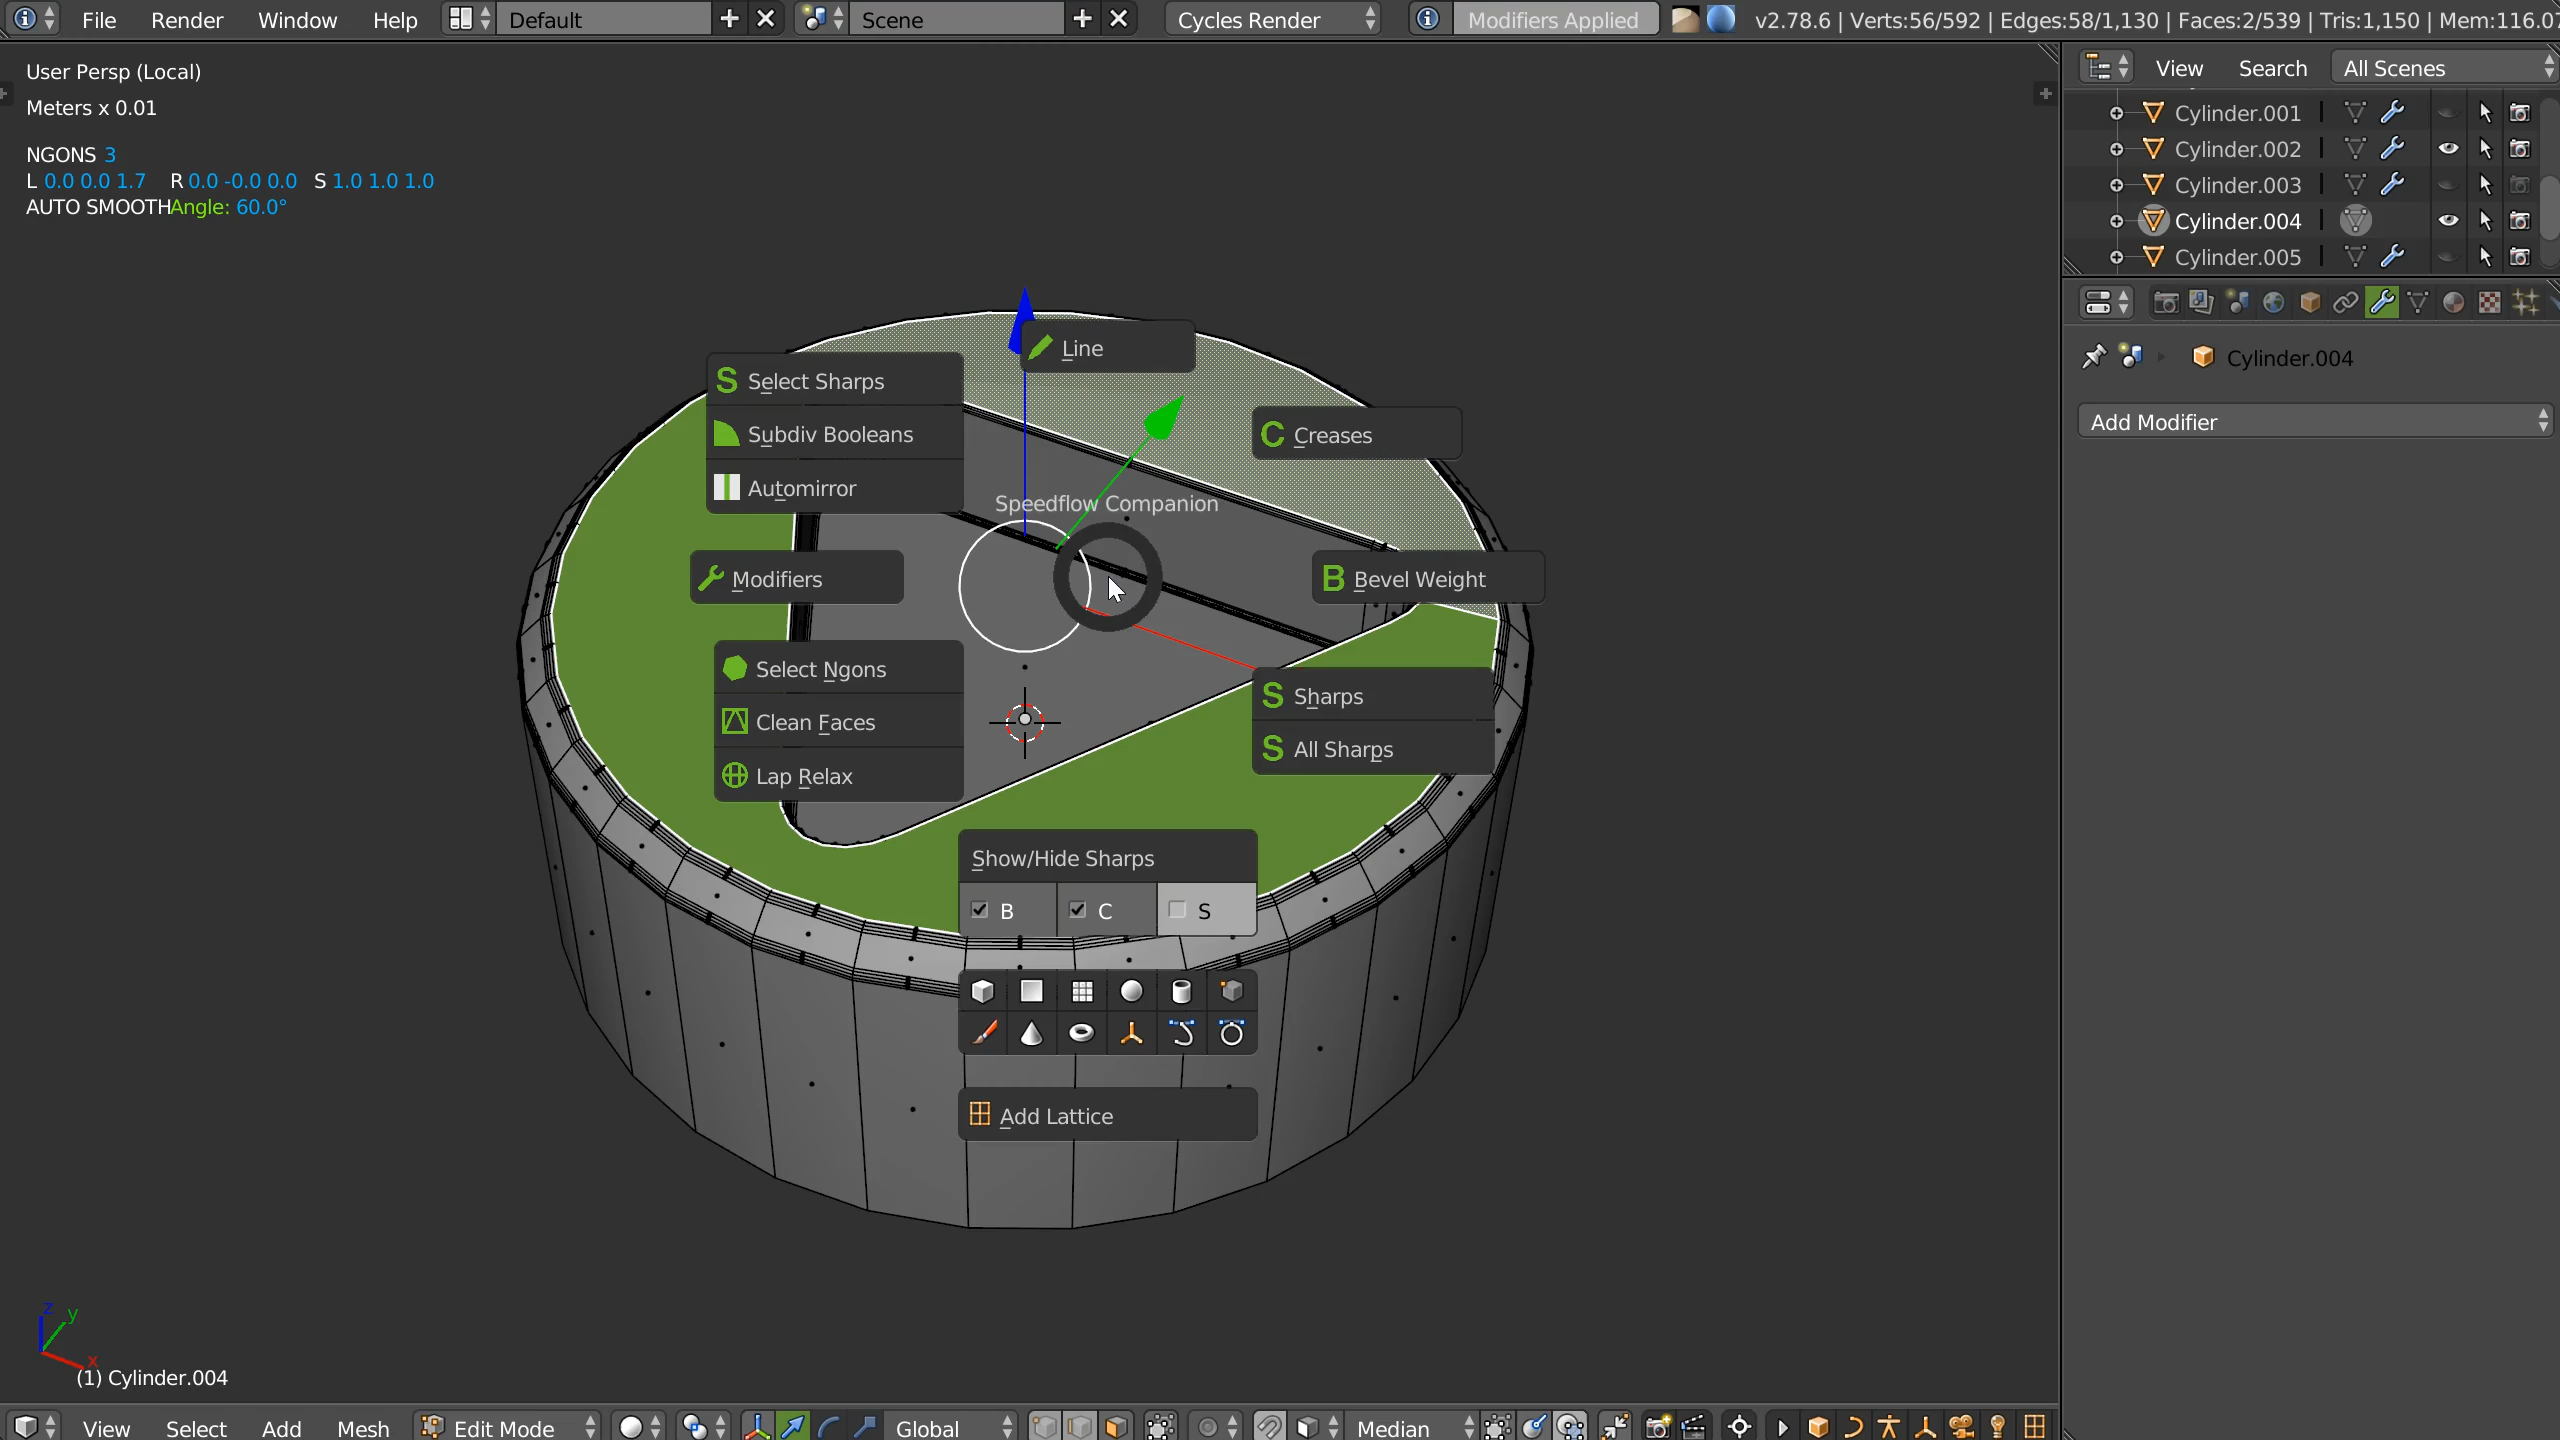 File Render Window Help Default Scene Cycles Render Modifiers Applied v2.78.6 | Verts:56/592 | Edges:58/1,130 | Faces:2/539 | Tris:1,150 | Mem:116.07
User Persp (Local)
Meters x 0.01
NGONS 3
L 0.0 0.0 1.7 R 0.0 -0.0 0.0 S 1.0 1.0 1.0
AUTO SMOOTH Angle: 60.0°
View Search All Scenes
Cylinder.001
Cylinder.002
Cylinder.003
Cylinder.004
Cylinder.005
Cylinder.004
Add Modifier
Line
S Select Sharps
Subdiv Booleans
Automirror
C Creases
Speedflow Companion
Modifiers
B Bevel Weight
Select Ngons
Clean Faces
Lap Relax
S Sharps
S All Sharps
Show/Hide Sharps
B C S
Add Lattice
z y
x
(1) Cylinder.004
View Select Add Mesh Edit Mode Global Median